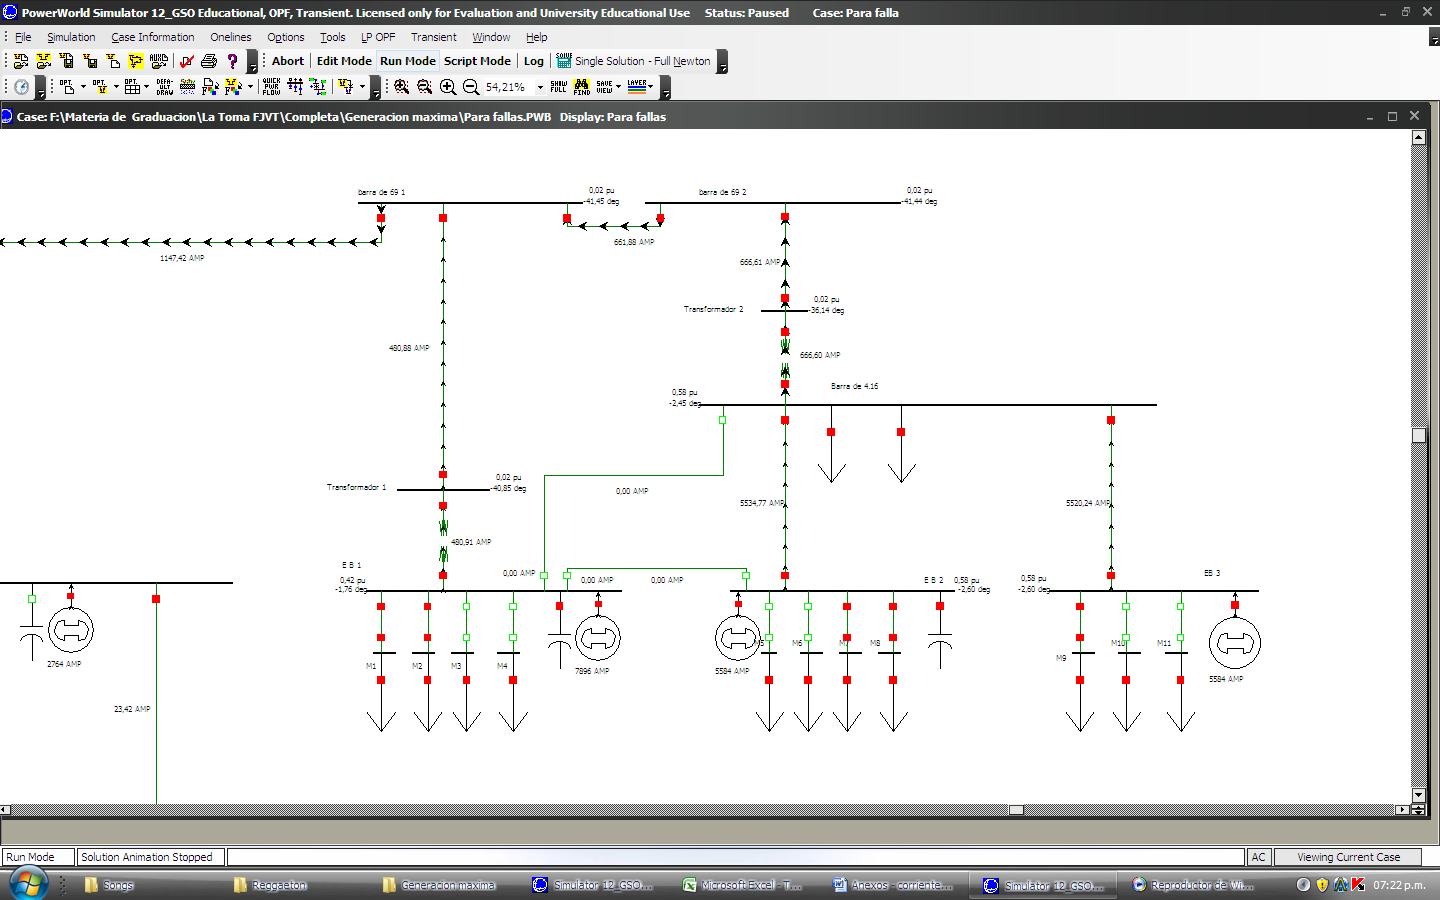 PowerWorld Simulator 12_GSO Educational, OPF, Transient. Licensed only for Evaluation and University Educational Use Status: Paused Case: Para falla
File Simulation Case Information Onelines Options Tools LP OPF Transient Window Help
Abort Edit Mode Run Mode Script Mode Log Single Solution - Full Newton
54,21%
Case: F:\Materia de Graduacion\La Toma FJVT\Completa\Generacion maxima\Para fallas.PWB Display: Para fallas
barra de 69 1
0,02 pu
-41,45 deg
barra de 69 2
0,02 pu
-41,44 deg
661,88 AMP
1147,42 AMP
666,61 AMP
Transformador 2
0,02 pu
-36,14 deg
480,88 AMP
666,60 AMP
0,58 pu
-2,45 deg
Barra de 4.16
Transformador 1
0,02 pu
-40,85 deg
0,00 AMP
5534,77 AMP
5520,24 AMP
480,91 AMP
E B 1
0,42 pu
-1,76 deg
0,00 AMP
0,00 AMP
0,00 AMP
E B 2
0,58 pu
-2,60 deg
0,58 pu
-2,60 deg
EB 3
M1 M2 M3 M4
M5 M6 M7 M8
M9 M10 M11
2764 AMP
7896 AMP
5584 AMP
5584 AMP
23,42 AMP
Run Mode Solution Animation Stopped AC Viewing Current Case
Songs Reggaeton Generacion maxima Simulator 12_GSO... Microsoft Excel - T... Anexos - corriente... Simulator 12_GSO... Reproductor de Wi... 07:22 p.m.